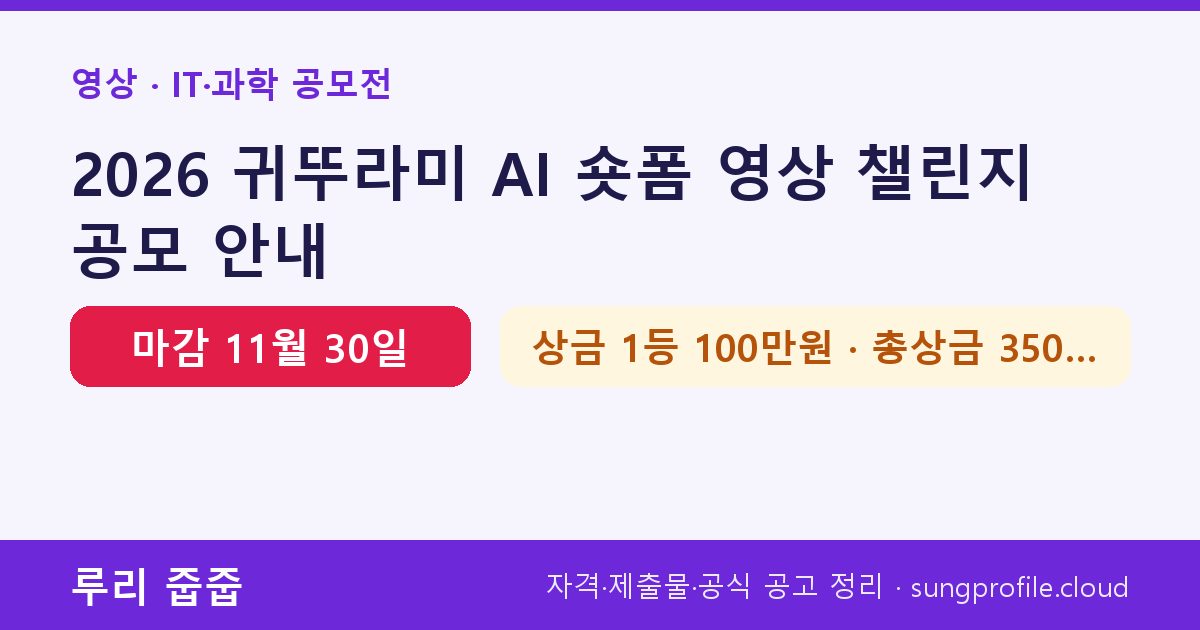 영상 · IT·과학 공모전
2026 귀뚜라미 AI 숏폼 영상 챌린지
공모 안내
마감 11월 30일
상금 1등 100만원 · 총상금 350...
루리 줍줍
자격·제출물·공식 공고 정리 · sungprofile.cloud